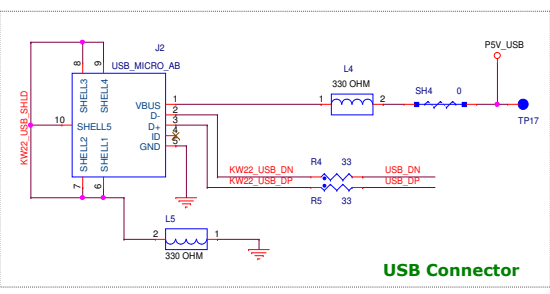 P5V_USB
J2
USB_MICRO_AB
L4
330 OHM
SH4 0
8
9
SHELL3
SHELL4
VBUS
D-
D+
ID
GND
1
2
3
4
5
1
2
TP17
KW22_USB_SHLD
10
SHELL5
SHELL2
SHELL1
7
6
KW22_USB_DN
R4 33
USB_DN
KW22_USB_DP
R5 33
USB_DP
L5
2
1
330 OHM
USB Connector